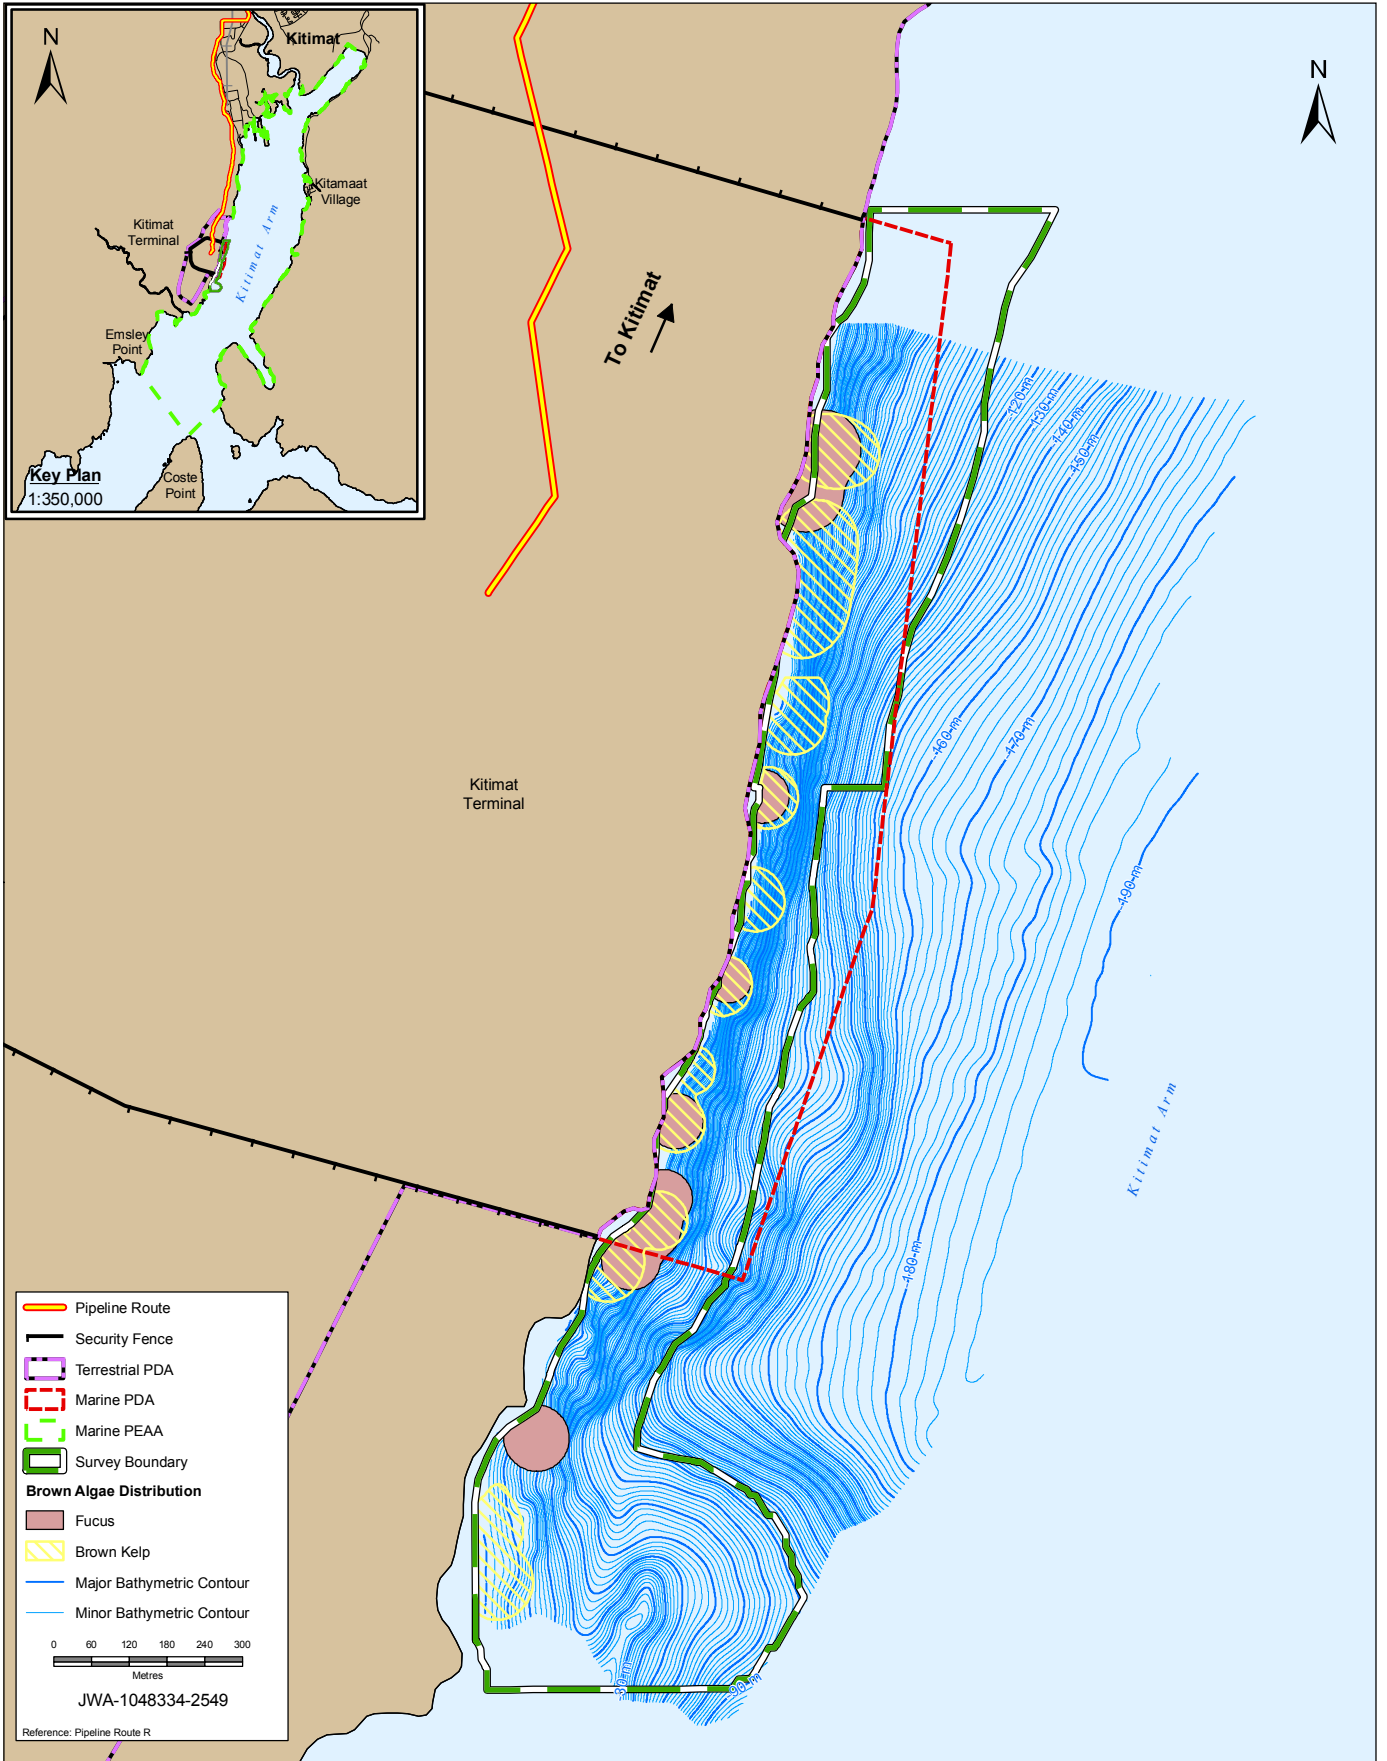 N
Kitimat
Kitamaat
Village
Kitimat
Terminal
Kitimat Arm
Emsley
Point
Coste
Point
Key Plan
1:350,000
N
To Kitimat
-120 m
-130 m
-140 m
-150 m
-160 m
-170 m
Kitimat
Terminal
-190 m
Kitimat Arm
-180 m
-30 m
-90 m
Pipeline Route
Security Fence
Terrestrial PDA
Marine PDA
Marine PEAA
Survey Boundary
Brown Algae Distribution
Fucus
Brown Kelp
Major Bathymetric Contour
Minor Bathymetric Contour
0 60 120 180 240 300
Metres
JWA-1048334-2549
Reference: Pipeline Route R